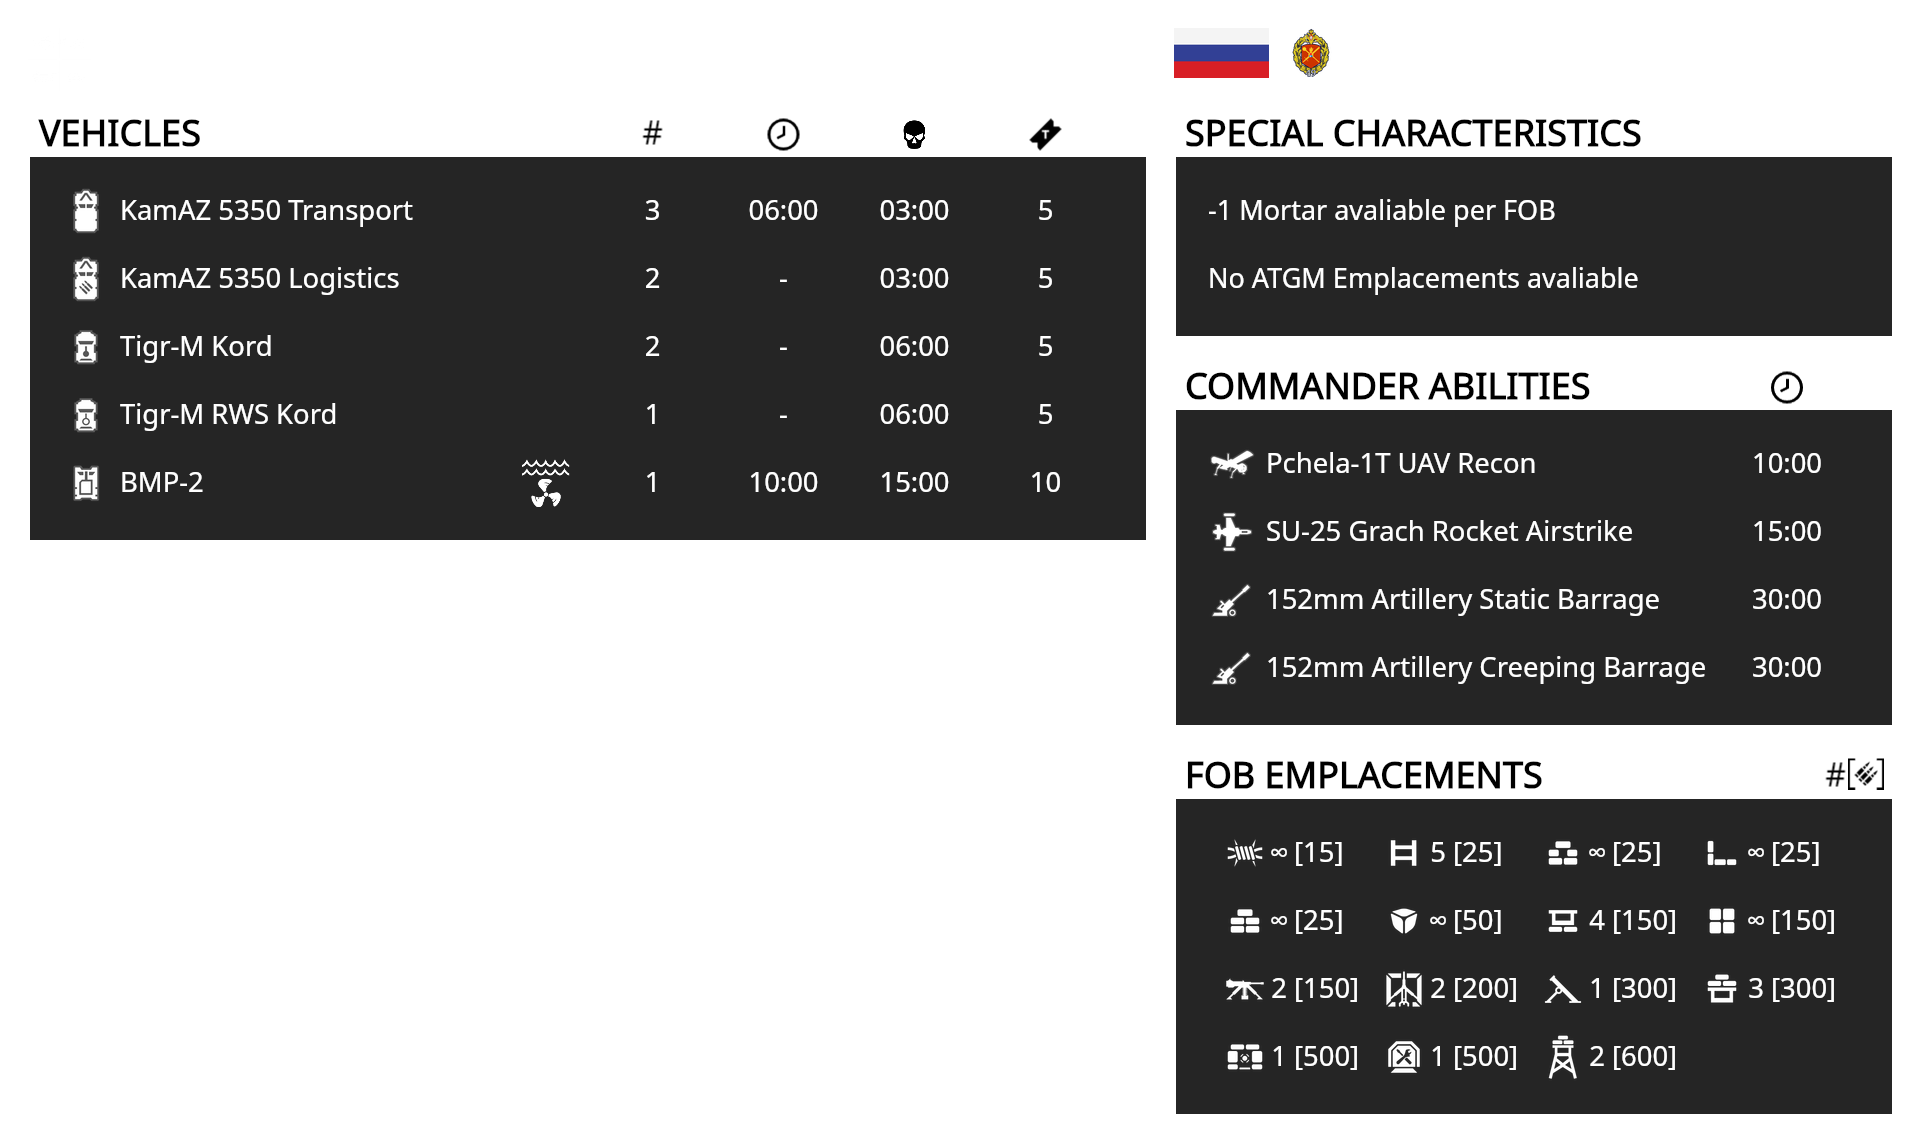 VEHICLES #
KamAZ 5350 Transport 3 06:00 03:00 5
KamAZ 5350 Logistics 2 - 03:00 5
Tigr-M Kord 2 - 06:00 5
Tigr-M RWS Kord 1 - 06:00 5
BMP-2 1 10:00 15:00 10
SPECIAL CHARACTERISTICS
-1 Mortar avaliable per FOB
No ATGM Emplacements avaliable
COMMANDER ABILITIES
Pchela-1T UAV Recon 10:00
SU-25 Grach Rocket Airstrike 15:00
152mm Artillery Static Barrage 30:00
152mm Artillery Creeping Barrage 30:00
FOB EMPLACEMENTS #[]
∞ [15] 5 [25] ∞ [25] ∞ [25]
∞ [25] ∞ [50] 4 [150] ∞ [150]
2 [150] 2 [200] 1 [300] 3 [300]
1 [500] 1 [500] 2 [600]